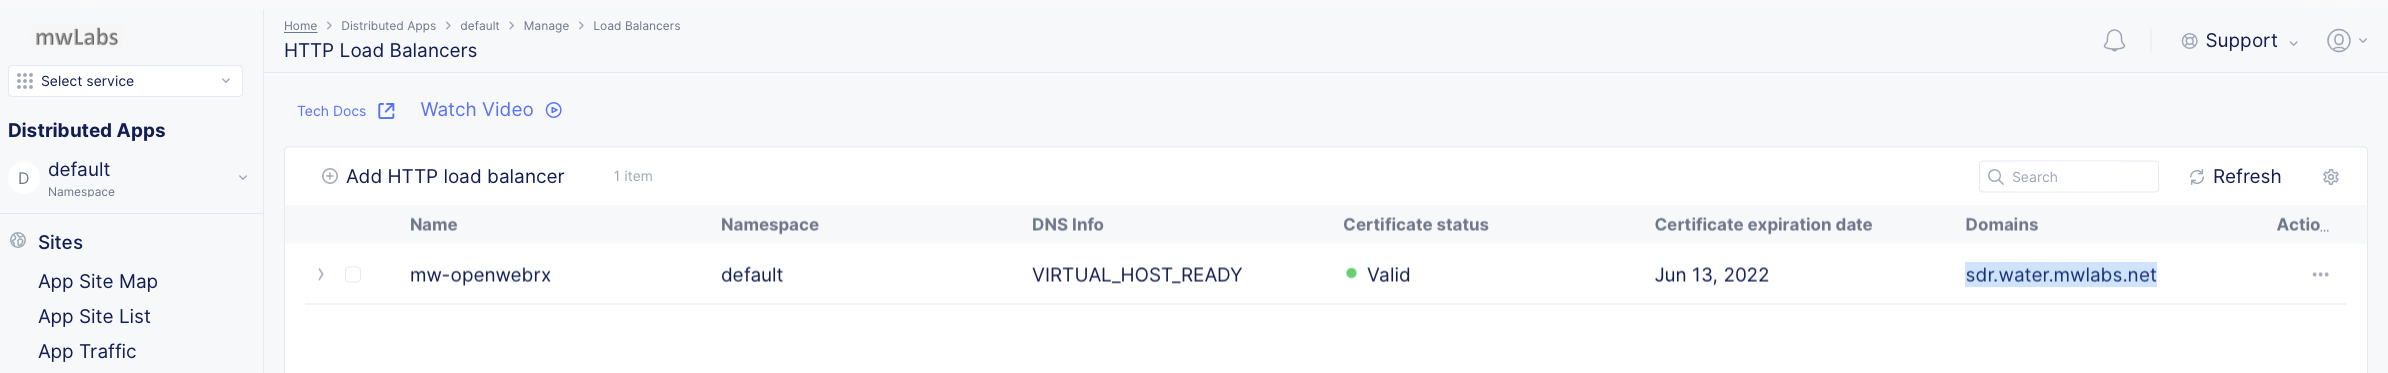 mwLabs
Select service
Distributed Apps
D
default
Namespace
Sites
App Site Map
App Site List
App Traffic
Home > Distributed Apps > default > Manage > Load Balancers
HTTP Load Balancers
Support
Tech Docs Watch Video
Add HTTP load balancer 1 item Search Refresh
Name Namespace DNS Info Certificate status Certificate expiration date Domains Actio...
mw-openwebrx default VIRTUAL_HOST_READY Valid Jun 13, 2022 sdr.water.mwlabs.net